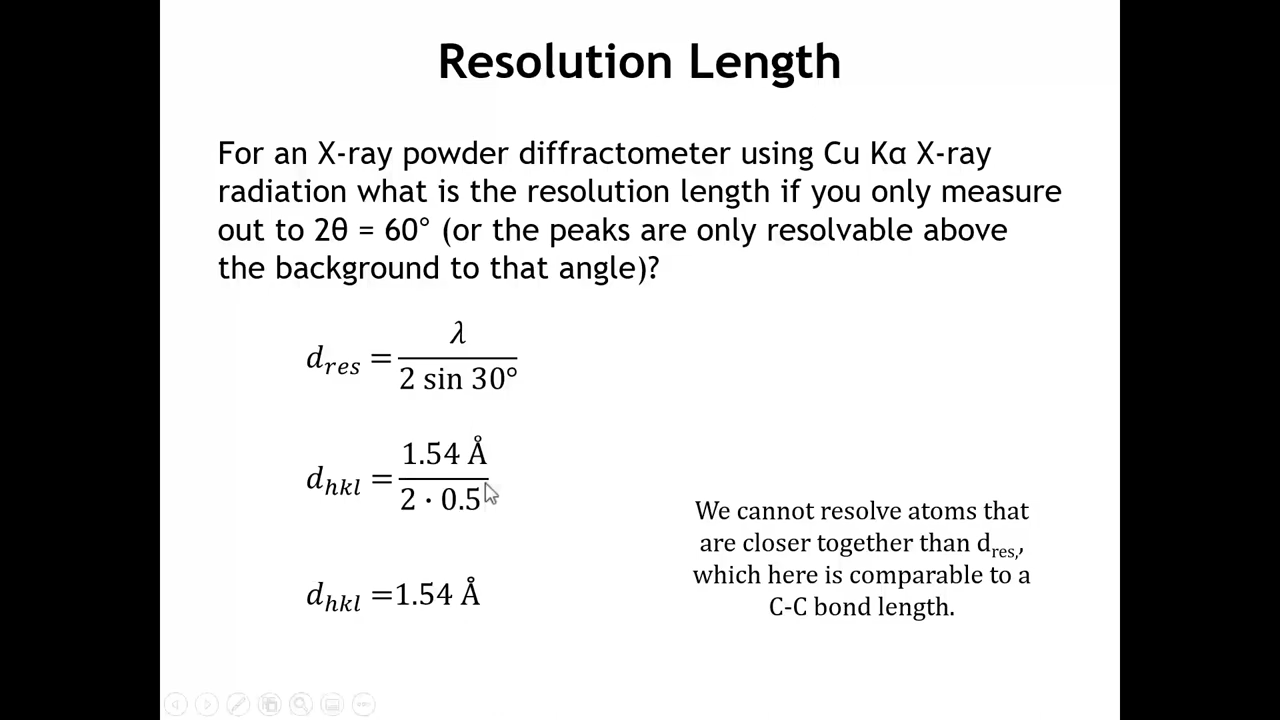 Resolution Length
For an X-ray powder diffractometer using Cu Kα X-ray
radiation what is the resolution length if you only measure
out to 2θ = 60° (or the peaks are only resolvable above
the background to that angle)?
d_res = λ / (2 sin 30°)
d_hkl = 1.54 Å / (2 · 0.5)
d_hkl =1.54 Å
We cannot resolve atoms that
are closer together than d_res,,
which here is comparable to a
C-C bond length.